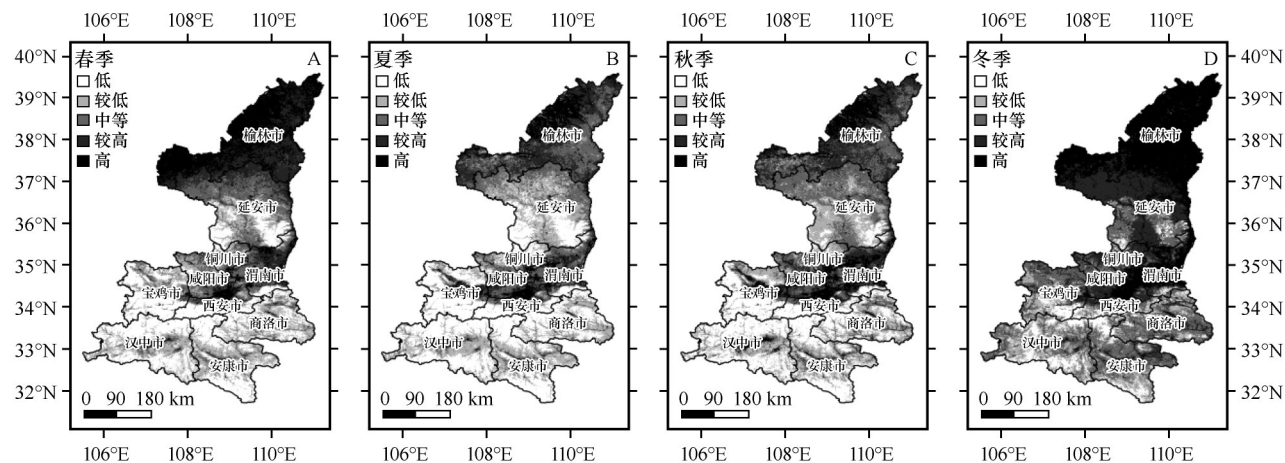 106°E 108°E 110°E 106°E 108°E 110°E 106°E 108°E 110°E 106°E 108°E 110°E
40°N 39°N 38°N 37°N 36°N 35°N 34°N 33°N 32°N
春季 A
低
较低
中等
较高
高
榆林市
延安市
铜川市
咸阳市 渭南市
宝鸡市 西安市
商洛市
汉中市
安康市
0 90 180 km
夏季 B
低
较低
中等
较高
高
榆林市
延安市
铜川市
咸阳市 渭南市
宝鸡市 西安市
商洛市
汉中市
安康市
0 90 180 km
秋季 C
低
较低
中等
较高
高
榆林市
延安市
铜川市
咸阳市 渭南市
宝鸡市 西安市
商洛市
汉中市
安康市
0 90 180 km
冬季 D
低
较低
中等
较高
高
榆林市
延安市
铜川市
咸阳市 渭南市
宝鸡市 西安市
商洛市
汉中市
安康市
0 90 180 km
40°N 39°N 38°N 37°N 36°N 35°N 34°N 33°N 32°N
106°E 108°E 110°E 106°E 108°E 110°E 106°E 108°E 110°E 106°E 108°E 110°E